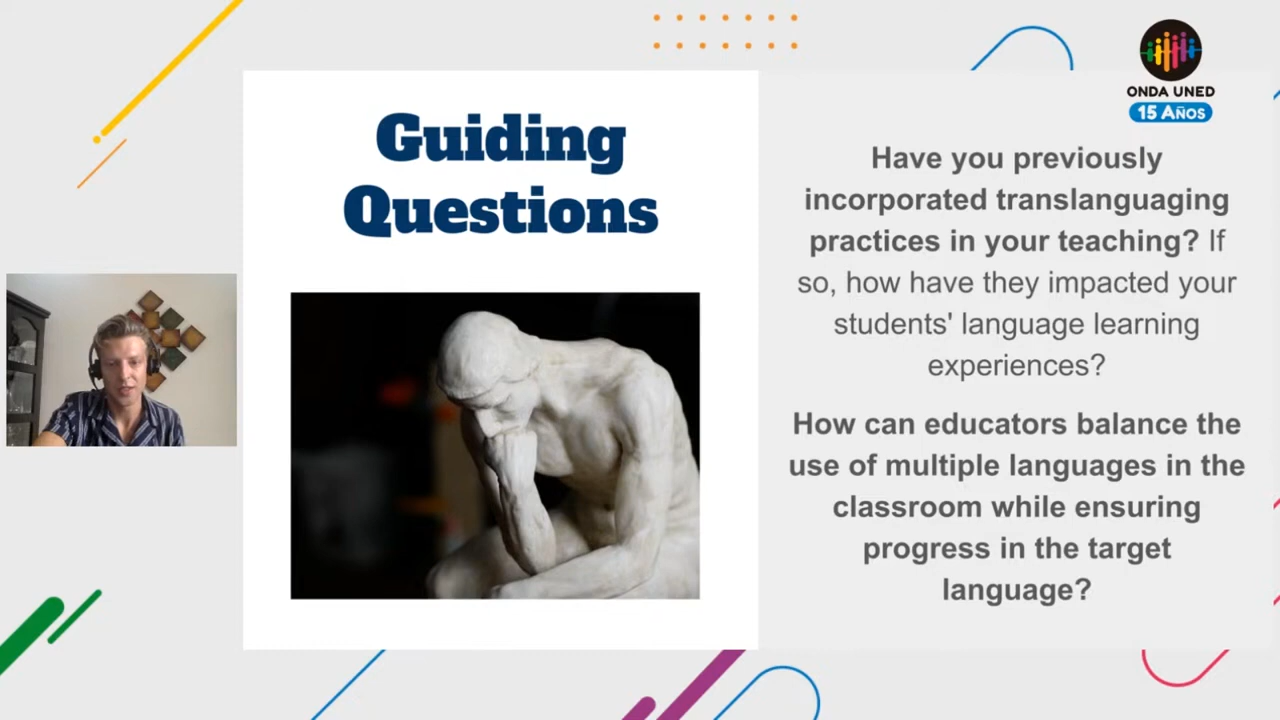 Guiding
Questions
ONDA UNED
15 AÑOS
Have you previously
incorporated translanguaging
practices in your teaching? If
so, how have they impacted your
students' language learning
experiences?
How can educators balance the
use of multiple languages in the
classroom while ensuring
progress in the target
language?